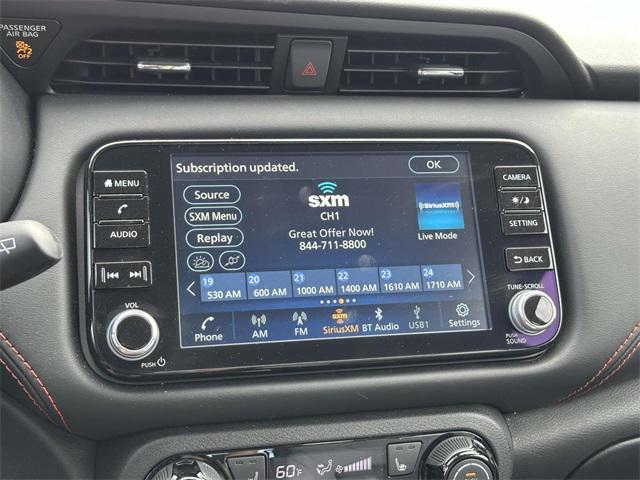 PASSENGER
AIR BAG
OFF
Subscription updated.
OK
MENU
AUDIO
VOL
PUSH
Source
SXM Menu
Replay
sxm
CH1
Great Offer Now!
844-711-8800
((SiriusXM))
Live Mode
19 20 21 22 23 24
530 AM 600 AM 1000 AM 1400 AM 1610 AM 1710 AM
sxm
Phone AM FM SiriusXM BT Audio USB1 Settings
CAMERA
SETTING
BACK
TUNE·SCROLL
PUSH
SOUND
60°F